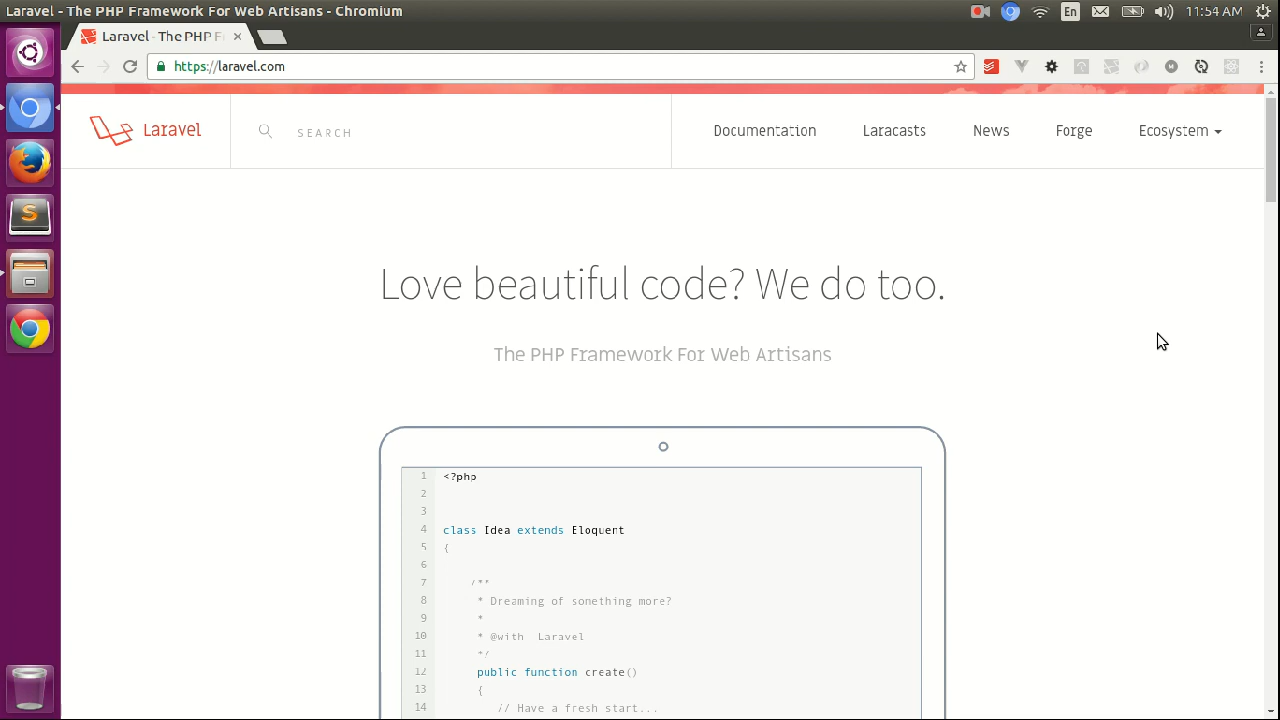 Laravel - The PHP Framework For Web Artisans - Chromium
En
11:54 AM
Laravel - The PHP F
https://laravel.com
Laravel
SEARCH
Documentation
Laracasts
News
Forge
Ecosystem
Love beautiful code? We do too.
The PHP Framework For Web Artisans
1 <?php
2
3
4 class Idea extends Eloquent
5 {
6
7 /**
8 * Dreaming of something more?
9 *
10 * @with Laravel
11 */
12 public function create()
13 {
14 // Have a fresh start...